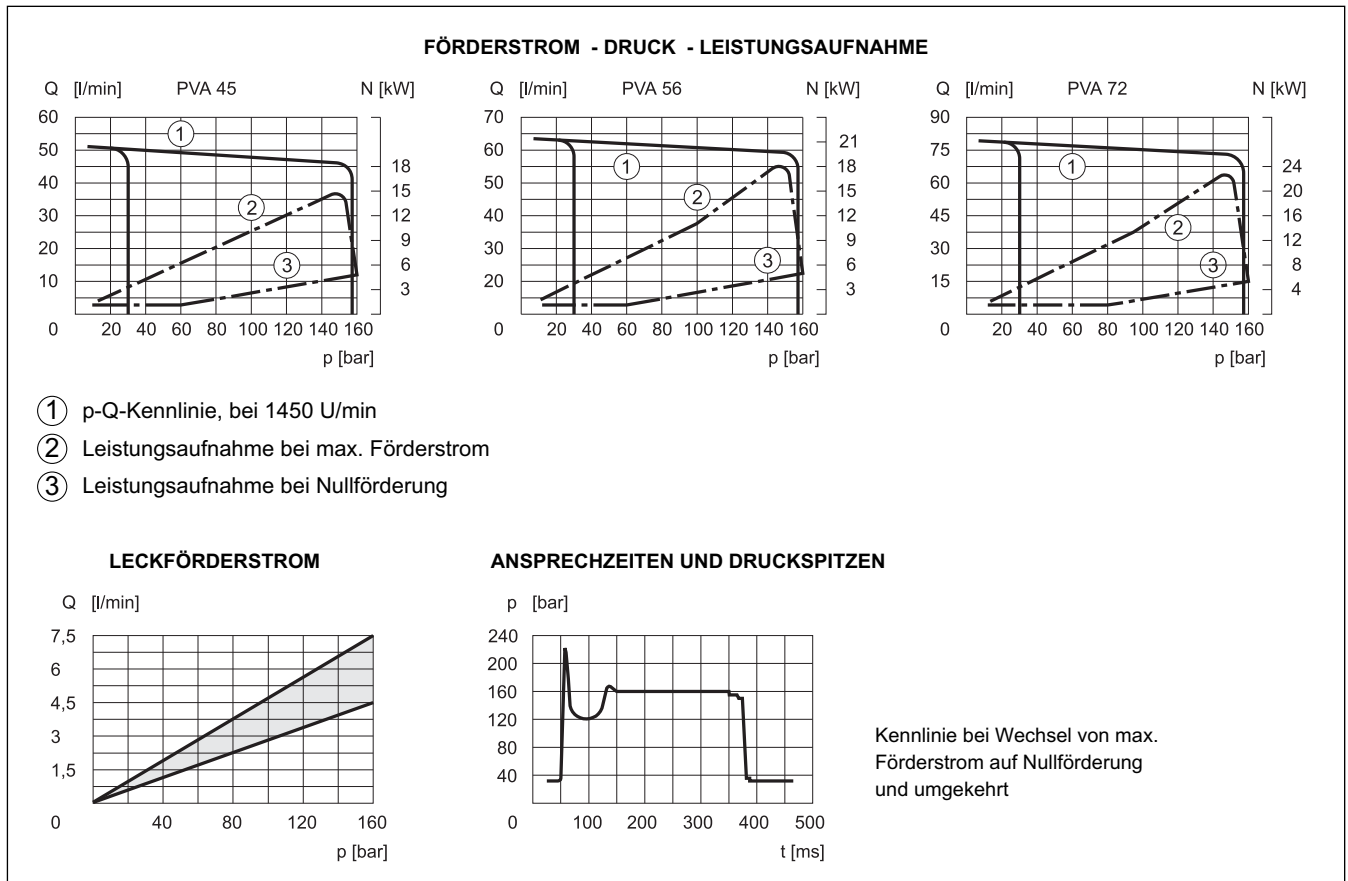 FÖRDERSTROM - DRUCK - LEISTUNGSAUFNAHME
Q [l/min] PVA 45 N [kW]
60
50
40
30
20
10
0
18
15
12
9
6
3
20 40 60 80 100 120 140 160
p [bar]
1
2
3
Q [l/min] PVA 56 N [kW]
70
60
50
40
30
20
0
21
18
15
12
9
6
3
20 40 60 80 100 120 140 160
p [bar]
1
2
3
Q [l/min] PVA 72 N [kW]
90
75
60
45
30
15
0
24
20
16
12
8
4
20 40 60 80 100 120 140 160
p [bar]
1
2
3
1 p-Q-Kennlinie, bei 1450 U/min
2 Leistungsaufnahme bei max. Förderstrom
3 Leistungsaufnahme bei Nullförderung
LECKFÖRDERSTROM
Q [l/min]
7,5
6
4,5
3
1,5
0 40 80 120 160
p [bar]
ANSPRECHZEITEN UND DRUCKSPITZEN
p [bar]
240
200
160
120
80
40
0 100 200 300 400 500
t [ms]
Kennlinie bei Wechsel von max.
Förderstrom auf Nullförderung
und umgekehrt